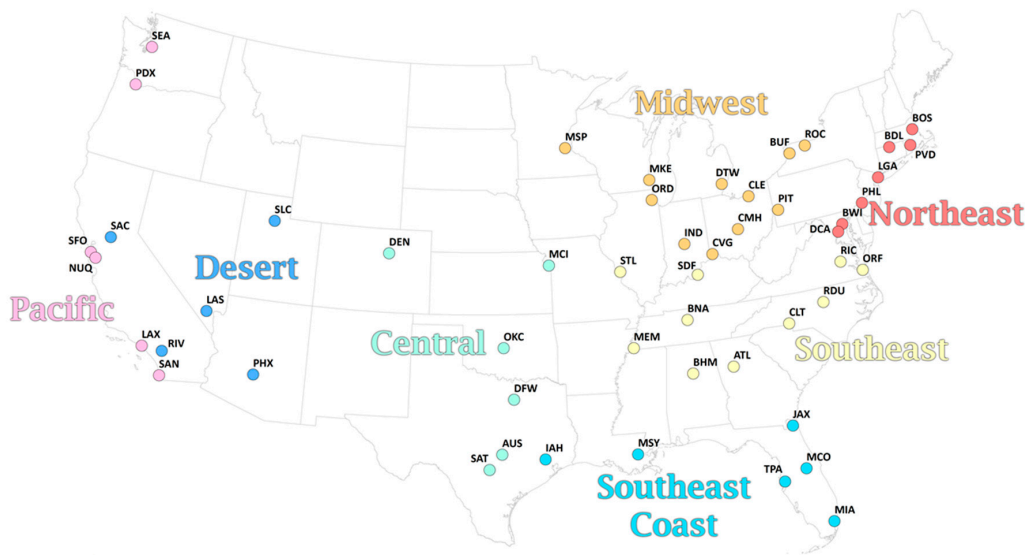 SEA
PDX
Midwest
BOS
ROC
MSP
BUF
BDL
PVD
LGA
MKE
DTW
CLE
ORD
PIT
PHL
Northeast
SLC
SAC
CMH
BWI
DCA
SFO
DEN
IND
CVG
NUQ
Desert
MCI
STL
SDF
RIC
ORF
Pacific
LAS
RDU
BNA
CLT
LAX
RIV
Central
OKC
MEM
Southeast
SAN
PHX
BHM
ATL
DFW
JAX
AUS
IAH
MSY
SAT
TPA
MCO
Southeast
Coast
MIA